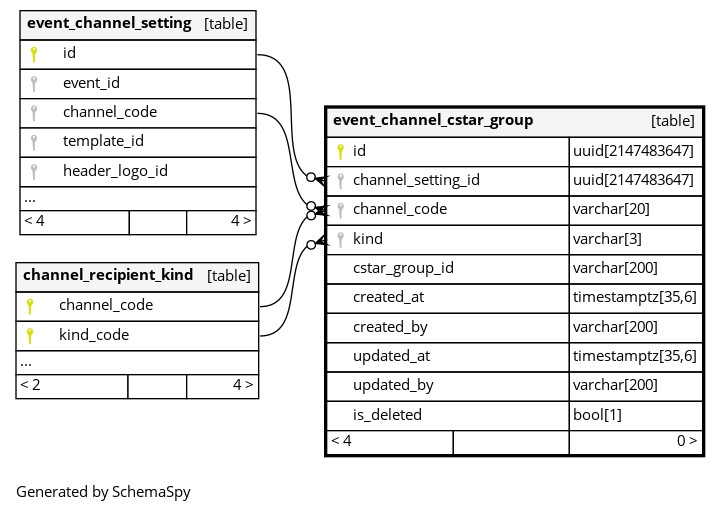 event_channel_setting [table]
id
event_id
channel_code
template_id
header_logo_id
...
< 4 4 >
event_channel_cstar_group [table]
id uuid[2147483647]
channel_setting_id uuid[2147483647]
channel_code varchar[20]
kind varchar[3]
cstar_group_id varchar[200]
created_at timestamptz[35,6]
created_by varchar[200]
updated_at timestamptz[35,6]
updated_by varchar[200]
is_deleted bool[1]
< 4 0 >
channel_recipient_kind [table]
channel_code
kind_code
...
< 2 4 >
Generated by SchemaSpy